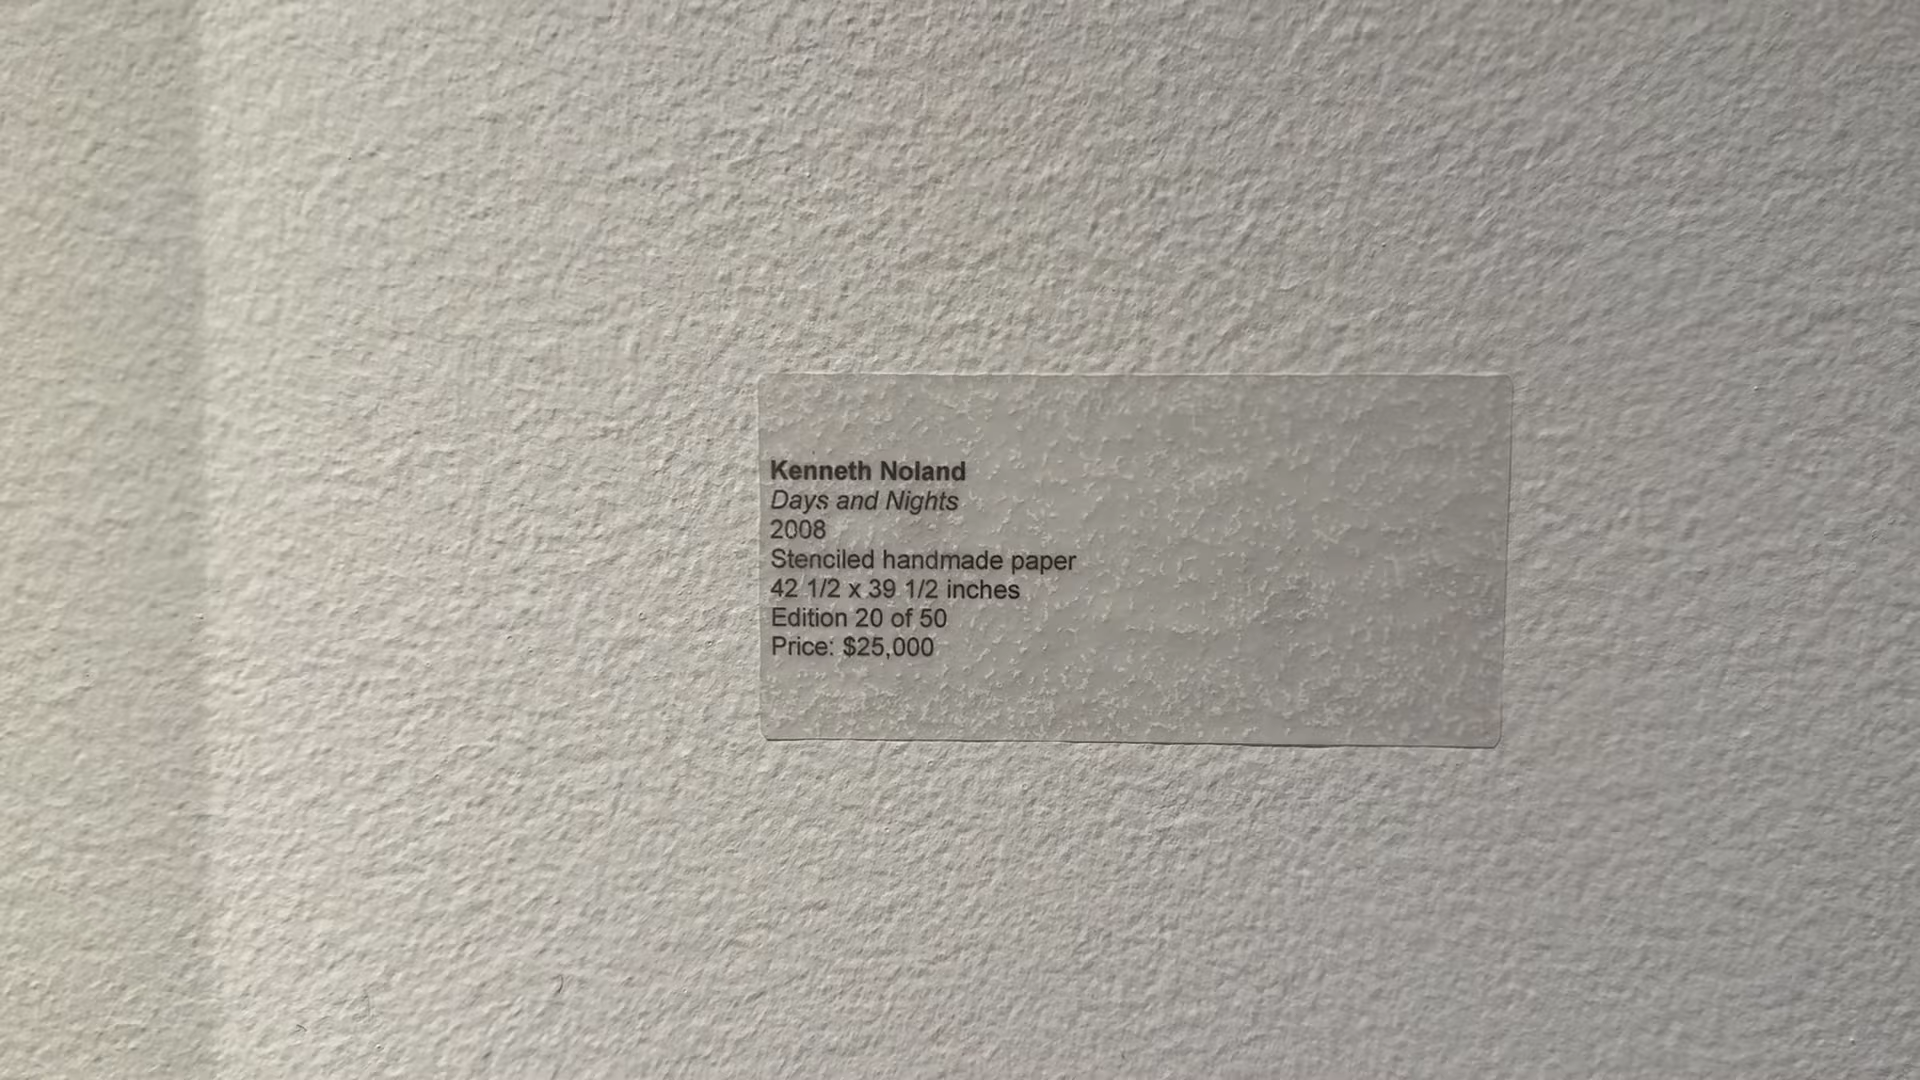 Kenneth Noland
Days and Nights
2008
Stenciled handmade paper
42 1/2 x 39 1/2 inches
Edition 20 of 50
Price: $25,000